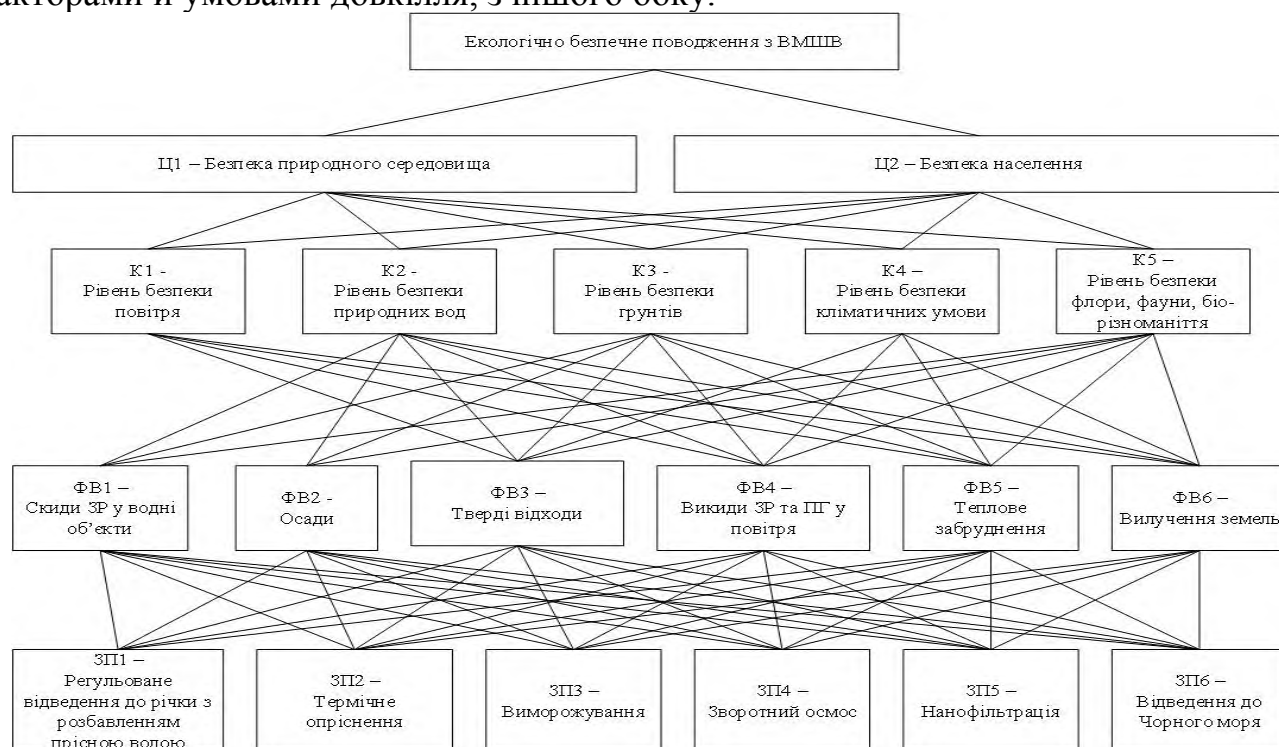 факторами й умовами довкілля, з іншого боку.
Екологічно безпечне поводження з ВМШВ
Ц1 – Безпека природного середовища
Ц2 – Безпека населення
К1 -
Рівень безпеки
повітря
К2 -
Рівень безпеки
природних вод
К3 -
Рівень безпеки
грунтів
К4 –
Рівень безпеки
кліматичних умови
К5 –
Рівень безпеки
флори, фауни, біо-
різноманіття
ФВ1 –
Скиди ЗР у водні
об’єкти
ФВ2 -
Осади
ФВ3 –
Тверді відходи
ФВ4 –
Викиди ЗР та ПГ у
повітря
ФВ5 –
Теплове
забруднення
ФВ6 –
Вилучення земель
ЗП1 –
Регульоване
відведення до річки з
розбавленням
прісною водою
ЗП2 –
Термічне
опріснення
ЗП3 –
Виморожування
ЗП4 –
Зворотний осмос
ЗП5 –
Нанофільтрація
ЗП6 –
Відведення до
Чорного моря